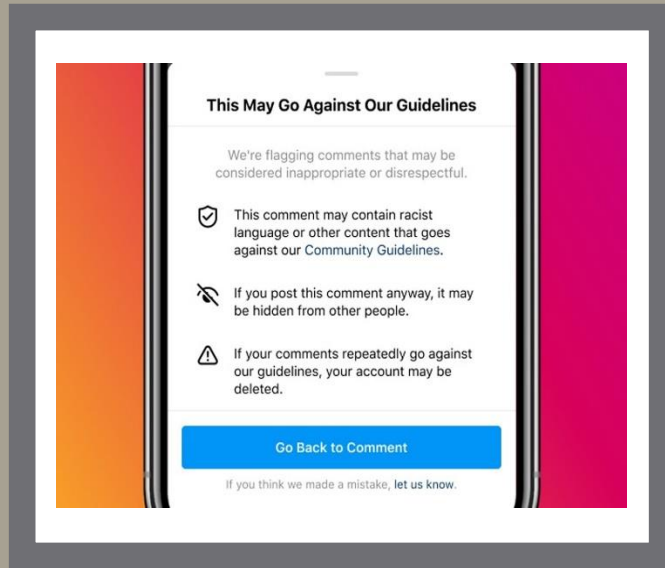 This May Go Against Our Guidelines
We're flagging comments that may be
considered inappropriate or disrespectful.
This comment may contain racist
language or other content that goes
against our Community Guidelines.
If you post this comment anyway, it may
be hidden from other people.
If your comments repeatedly go against
our guidelines, your account may be
deleted.
Go Back to Comment
If you think we made a mistake, let us know.